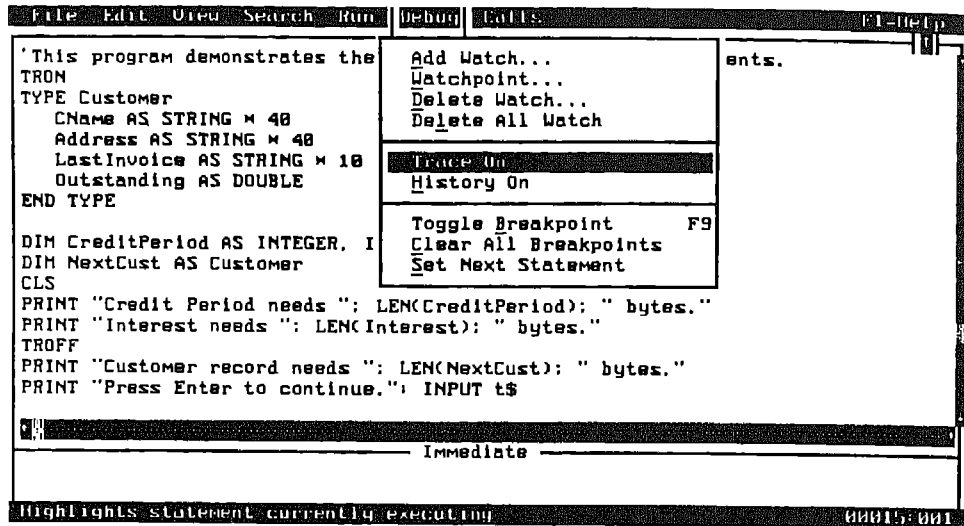 File Edit View Search Run Debug Calls F1-Help
'This program demonstrates the
ents.
TRON
TYPE Customer
CName AS STRING * 40
Address AS STRING * 40
LastInvoice AS STRING * 10
Outstanding AS DOUBLE
END TYPE
DIM CreditPeriod AS INTEGER, I
DIM NextCust AS Customer
CLS
PRINT "Credit Period needs "; LEN(CreditPeriod); " bytes."
PRINT "Interest needs "; LEN(Interest); " bytes."
TROFF
PRINT "Customer record needs "; LEN(NextCust); " bytes."
PRINT "Press Enter to continue."; INPUT t$
Add Watch...
Watchpoint...
Delete Watch...
Delete All Watch
Trace On
History On
Toggle Breakpoint F9
Clear All Breakpoints
Set Next Statement
Immediate
Highlights statement currently executing 00015:001